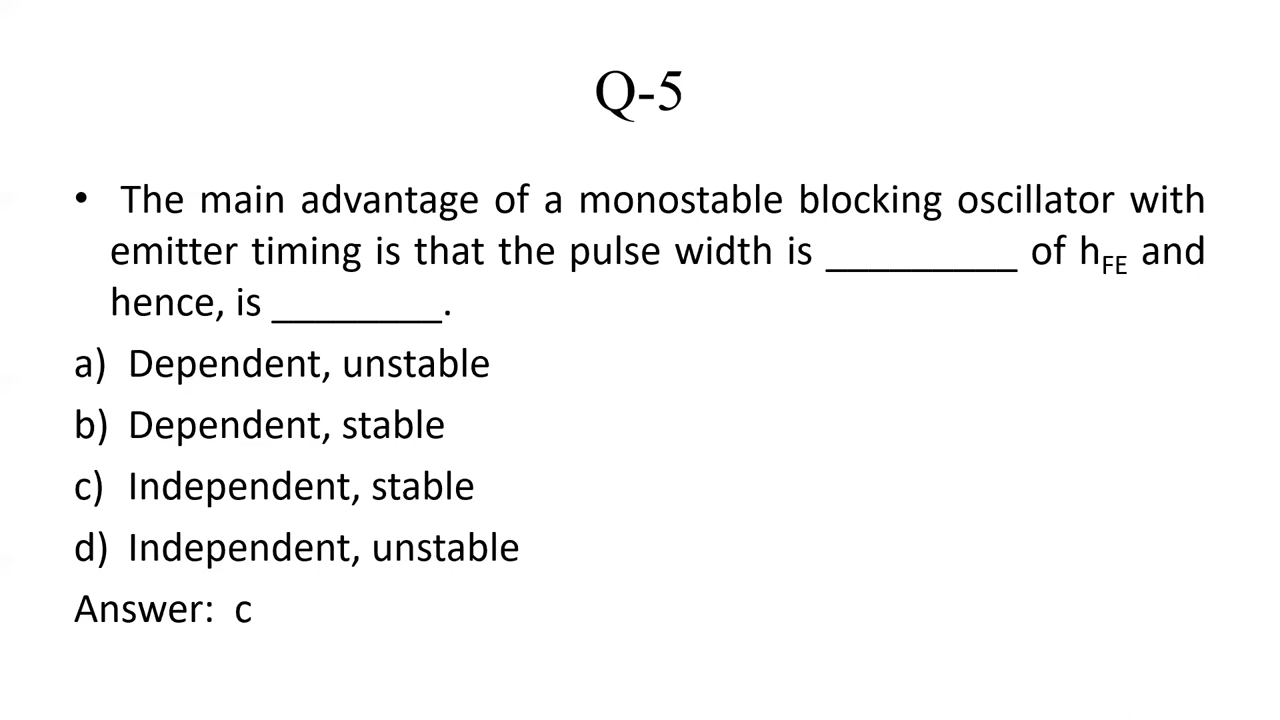 Q-5
• The main advantage of a monostable blocking oscillator with
emitter timing is that the pulse width is _________ of hFE and
hence, is ________.
a) Dependent, unstable
b) Dependent, stable
c) Independent, stable
d) Independent, unstable
Answer: c